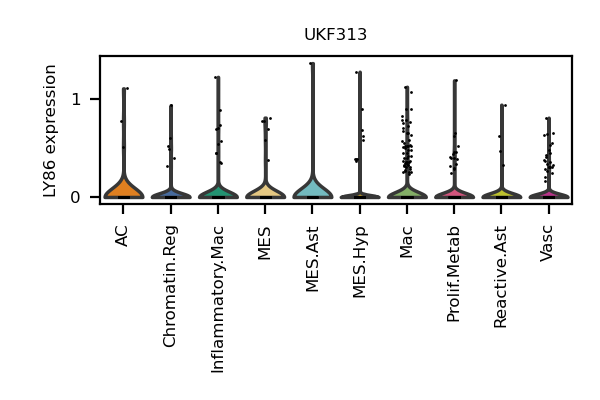 UKF313
LY86 expression
1
0
AC
Chromatin.Reg
Inflammatory.Mac
MES
MES.Ast
MES.Hyp
Mac
Prolif.Metab
Reactive.Ast
Vasc